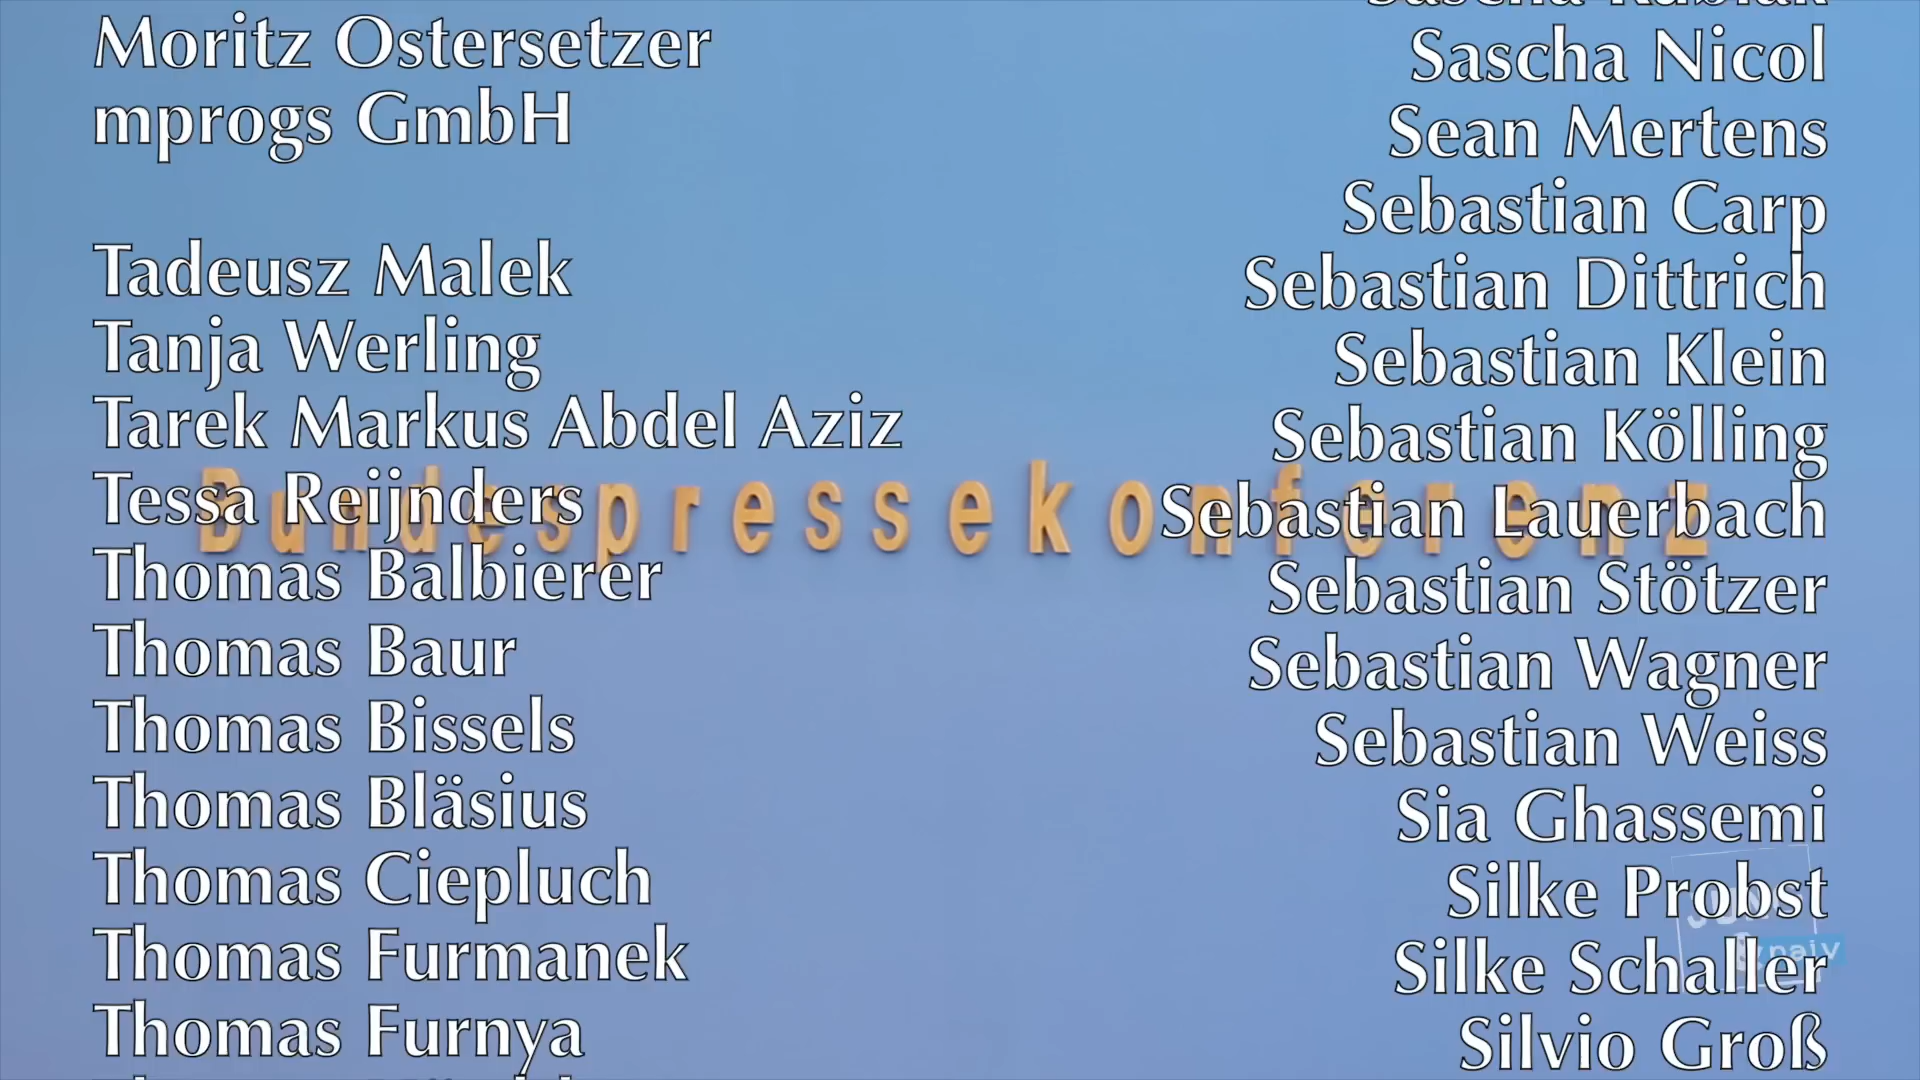 Moritz Ostersetzer
mprogs GmbH
Tadeusz Malek
Tanja Werling
Tarek Markus Abdel Aziz
Tessa Reijnders
Thomas Balbierer
Thomas Baur
Thomas Bissels
Thomas Bläsius
Thomas Ciepluch
Thomas Furmanek
Thomas Furnya
Sascha Nicol
Sean Mertens
Sebastian Carp
Sebastian Dittrich
Sebastian Klein
Sebastian Kölling
Sebastian Lauerbach
Sebastian Stötzer
Sebastian Wagner
Sebastian Weiss
Sia Ghassemi
Silke Probst
Silke Schaller
Silvio Groß
Bundespressekonferenz
& naiv